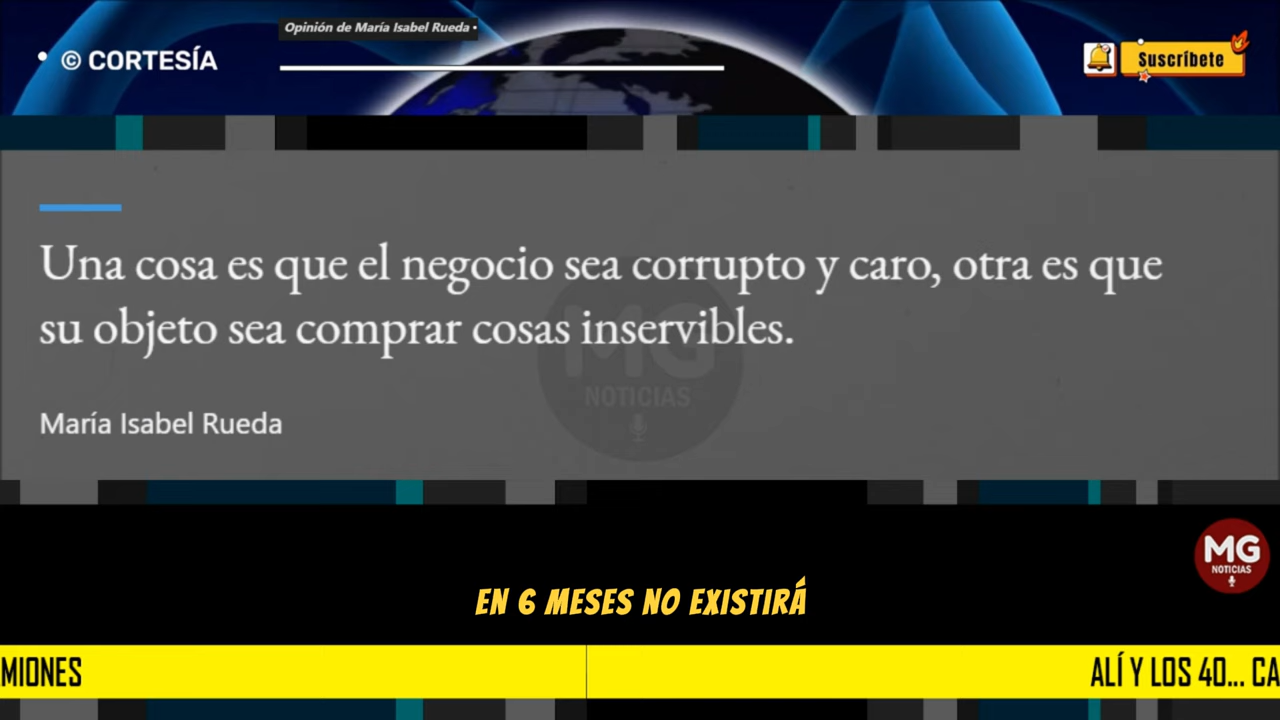 Opinión de María Isabel Rueda •
© CORTESÍA
Suscríbete
Una cosa es que el negocio sea corrupto y caro, otra es que
su objeto sea comprar cosas inservibles.
MG
NOTICIAS
María Isabel Rueda
MG
NOTICIAS
EN 6 MESES NO EXISTIRÁ
MIONES
ALÍ Y LOS 40... CA